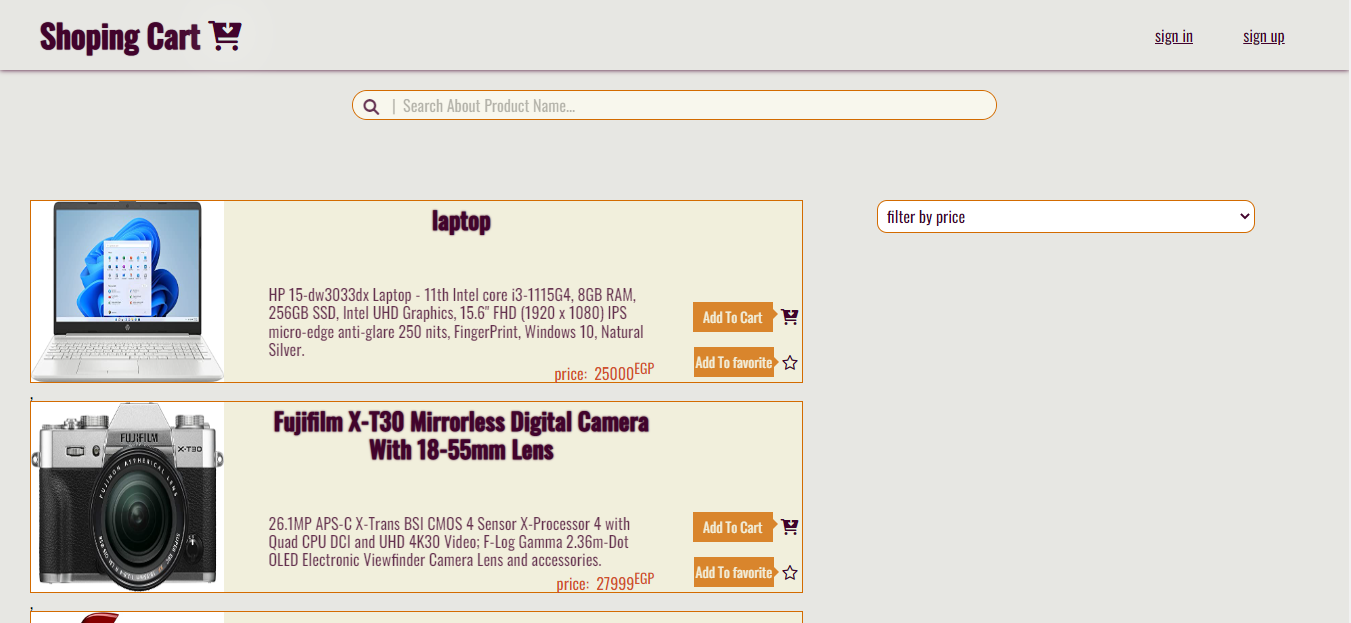 Shoping Cart
sign in
sign up
| Search About Product Name...
filter by price
laptop
HP 15-dw3033dx Laptop - 11th Intel core i3-1115G4, 8GB RAM,
256GB SSD, Intel UHD Graphics, 15.6" FHD (1920 x 1080) IPS
micro-edge anti-glare 250 nits, FingerPrint, Windows 10, Natural
Silver.
price: 25000EGP
Add To Cart
Add To favorite
,
FUJIFILM
X-T30
Fujifilm X-T30 Mirrorless Digital Camera
With 18-55mm Lens
26.1MP APS-C X-Trans BSI CMOS 4 Sensor X-Processor 4 with
Quad CPU DCI and UHD 4K30 Video; F-Log Gamma 2.36m-Dot
OLED Electronic Viewfinder Camera Lens and accessories.
price: 27999EGP
Add To Cart
Add To favorite
,